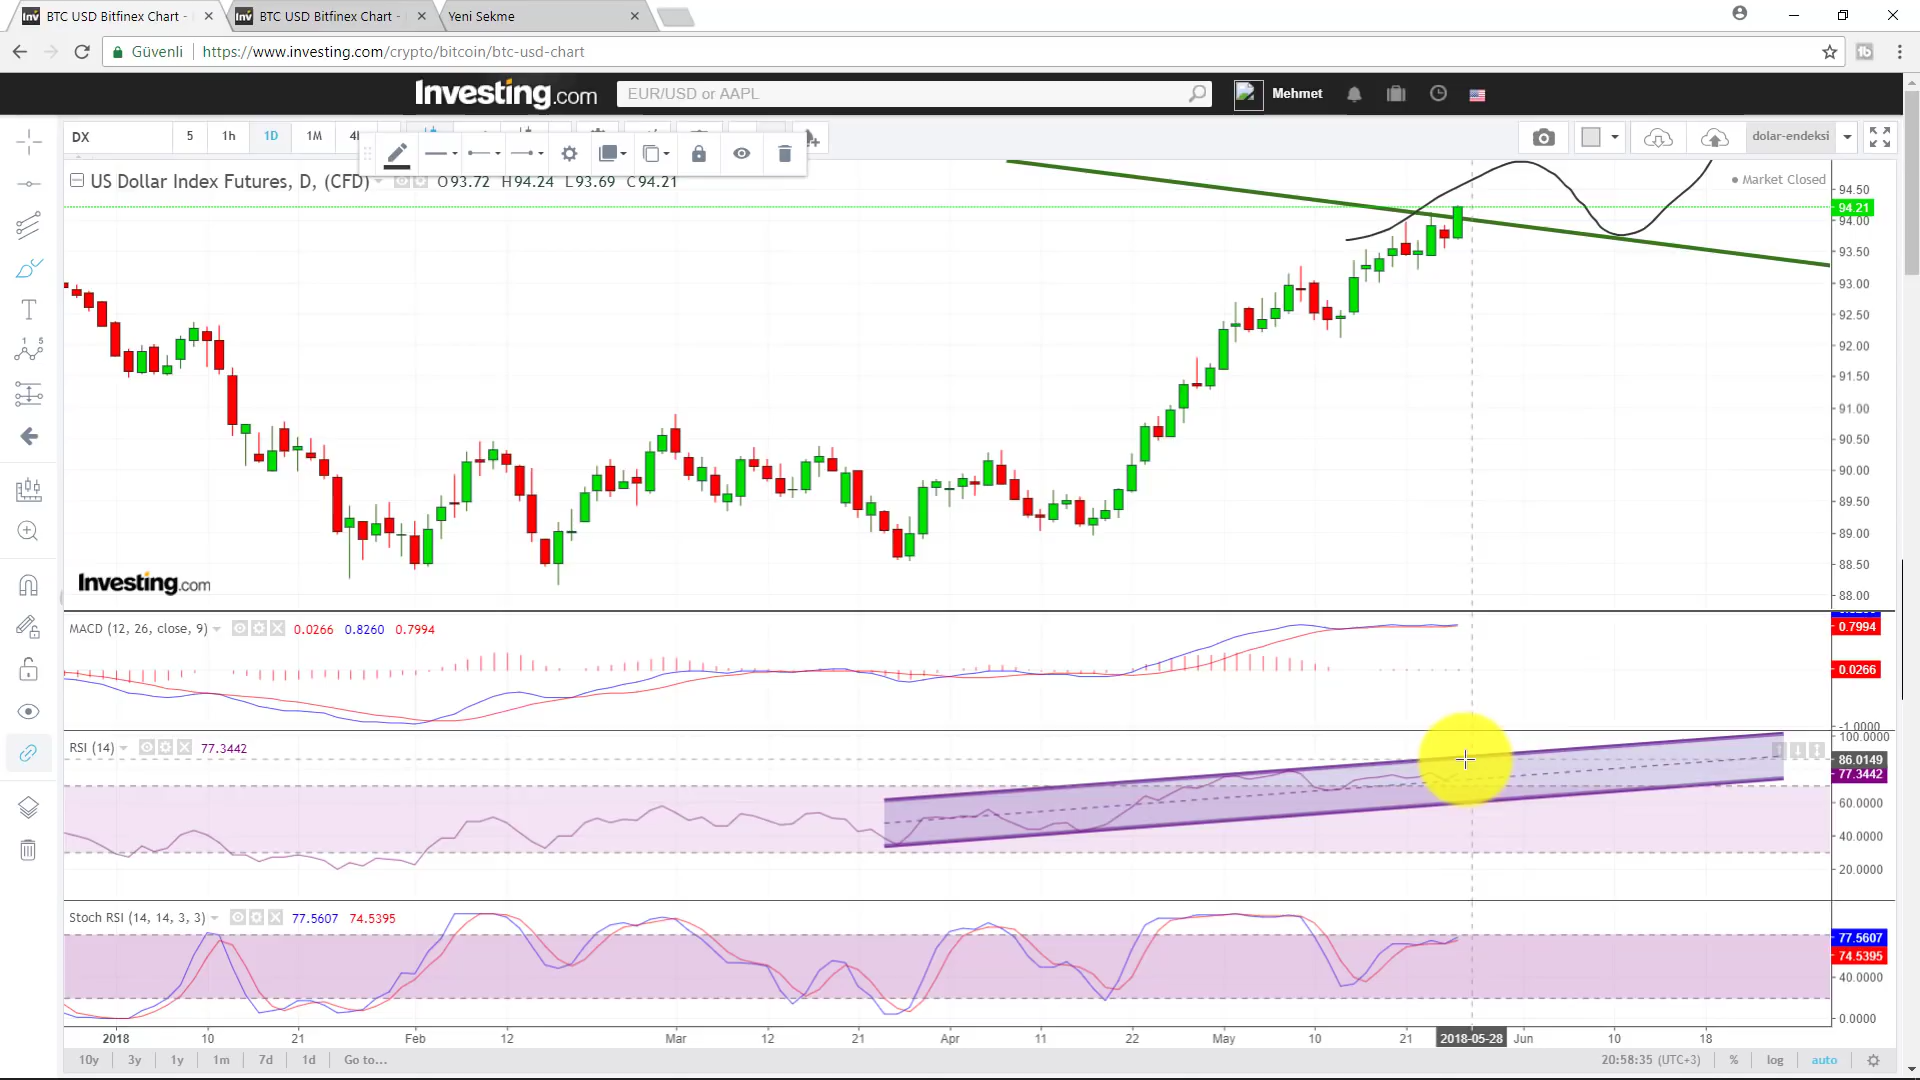 BTC USD Bitfinex Chart -
BTC USD Bitfinex Chart -
Yeni Sekme
Güvenli
https://www.investing.com/crypto/bitcoin/btc-usd-chart
Investing.com
EUR/USD or AAPL
Mehmet
DX
5
1h
1D
1M
dolar-endeksi
US Dollar Index Futures, D, (CFD)
O93.72 H94.24 L93.69 C94.21
Market Closed
94.50
94.21
94.00
93.50
93.00
92.50
92.00
91.50
91.00
90.50
90.00
89.50
89.00
88.50
88.00
Investing.com
MACD (12, 26, close, 9)
0.0266 0.8260 0.7994
0.7994
0.0266
-1.0000
RSI (14)
77.3442
100.0000
86.0149
77.3442
60.0000
40.0000
20.0000
Stoch RSI (14, 14, 3, 3)
77.5607 74.5395
77.5607
74.5395
40.0000
0.0000
2018 10 21 Feb 12 Mar 12 21 Apr 11 22 May 10 21 2018-05-28 Jun 10 18
10y 3y 1y 1m 7d 1d Go to...
20:58:35 (UTC+3) % log auto